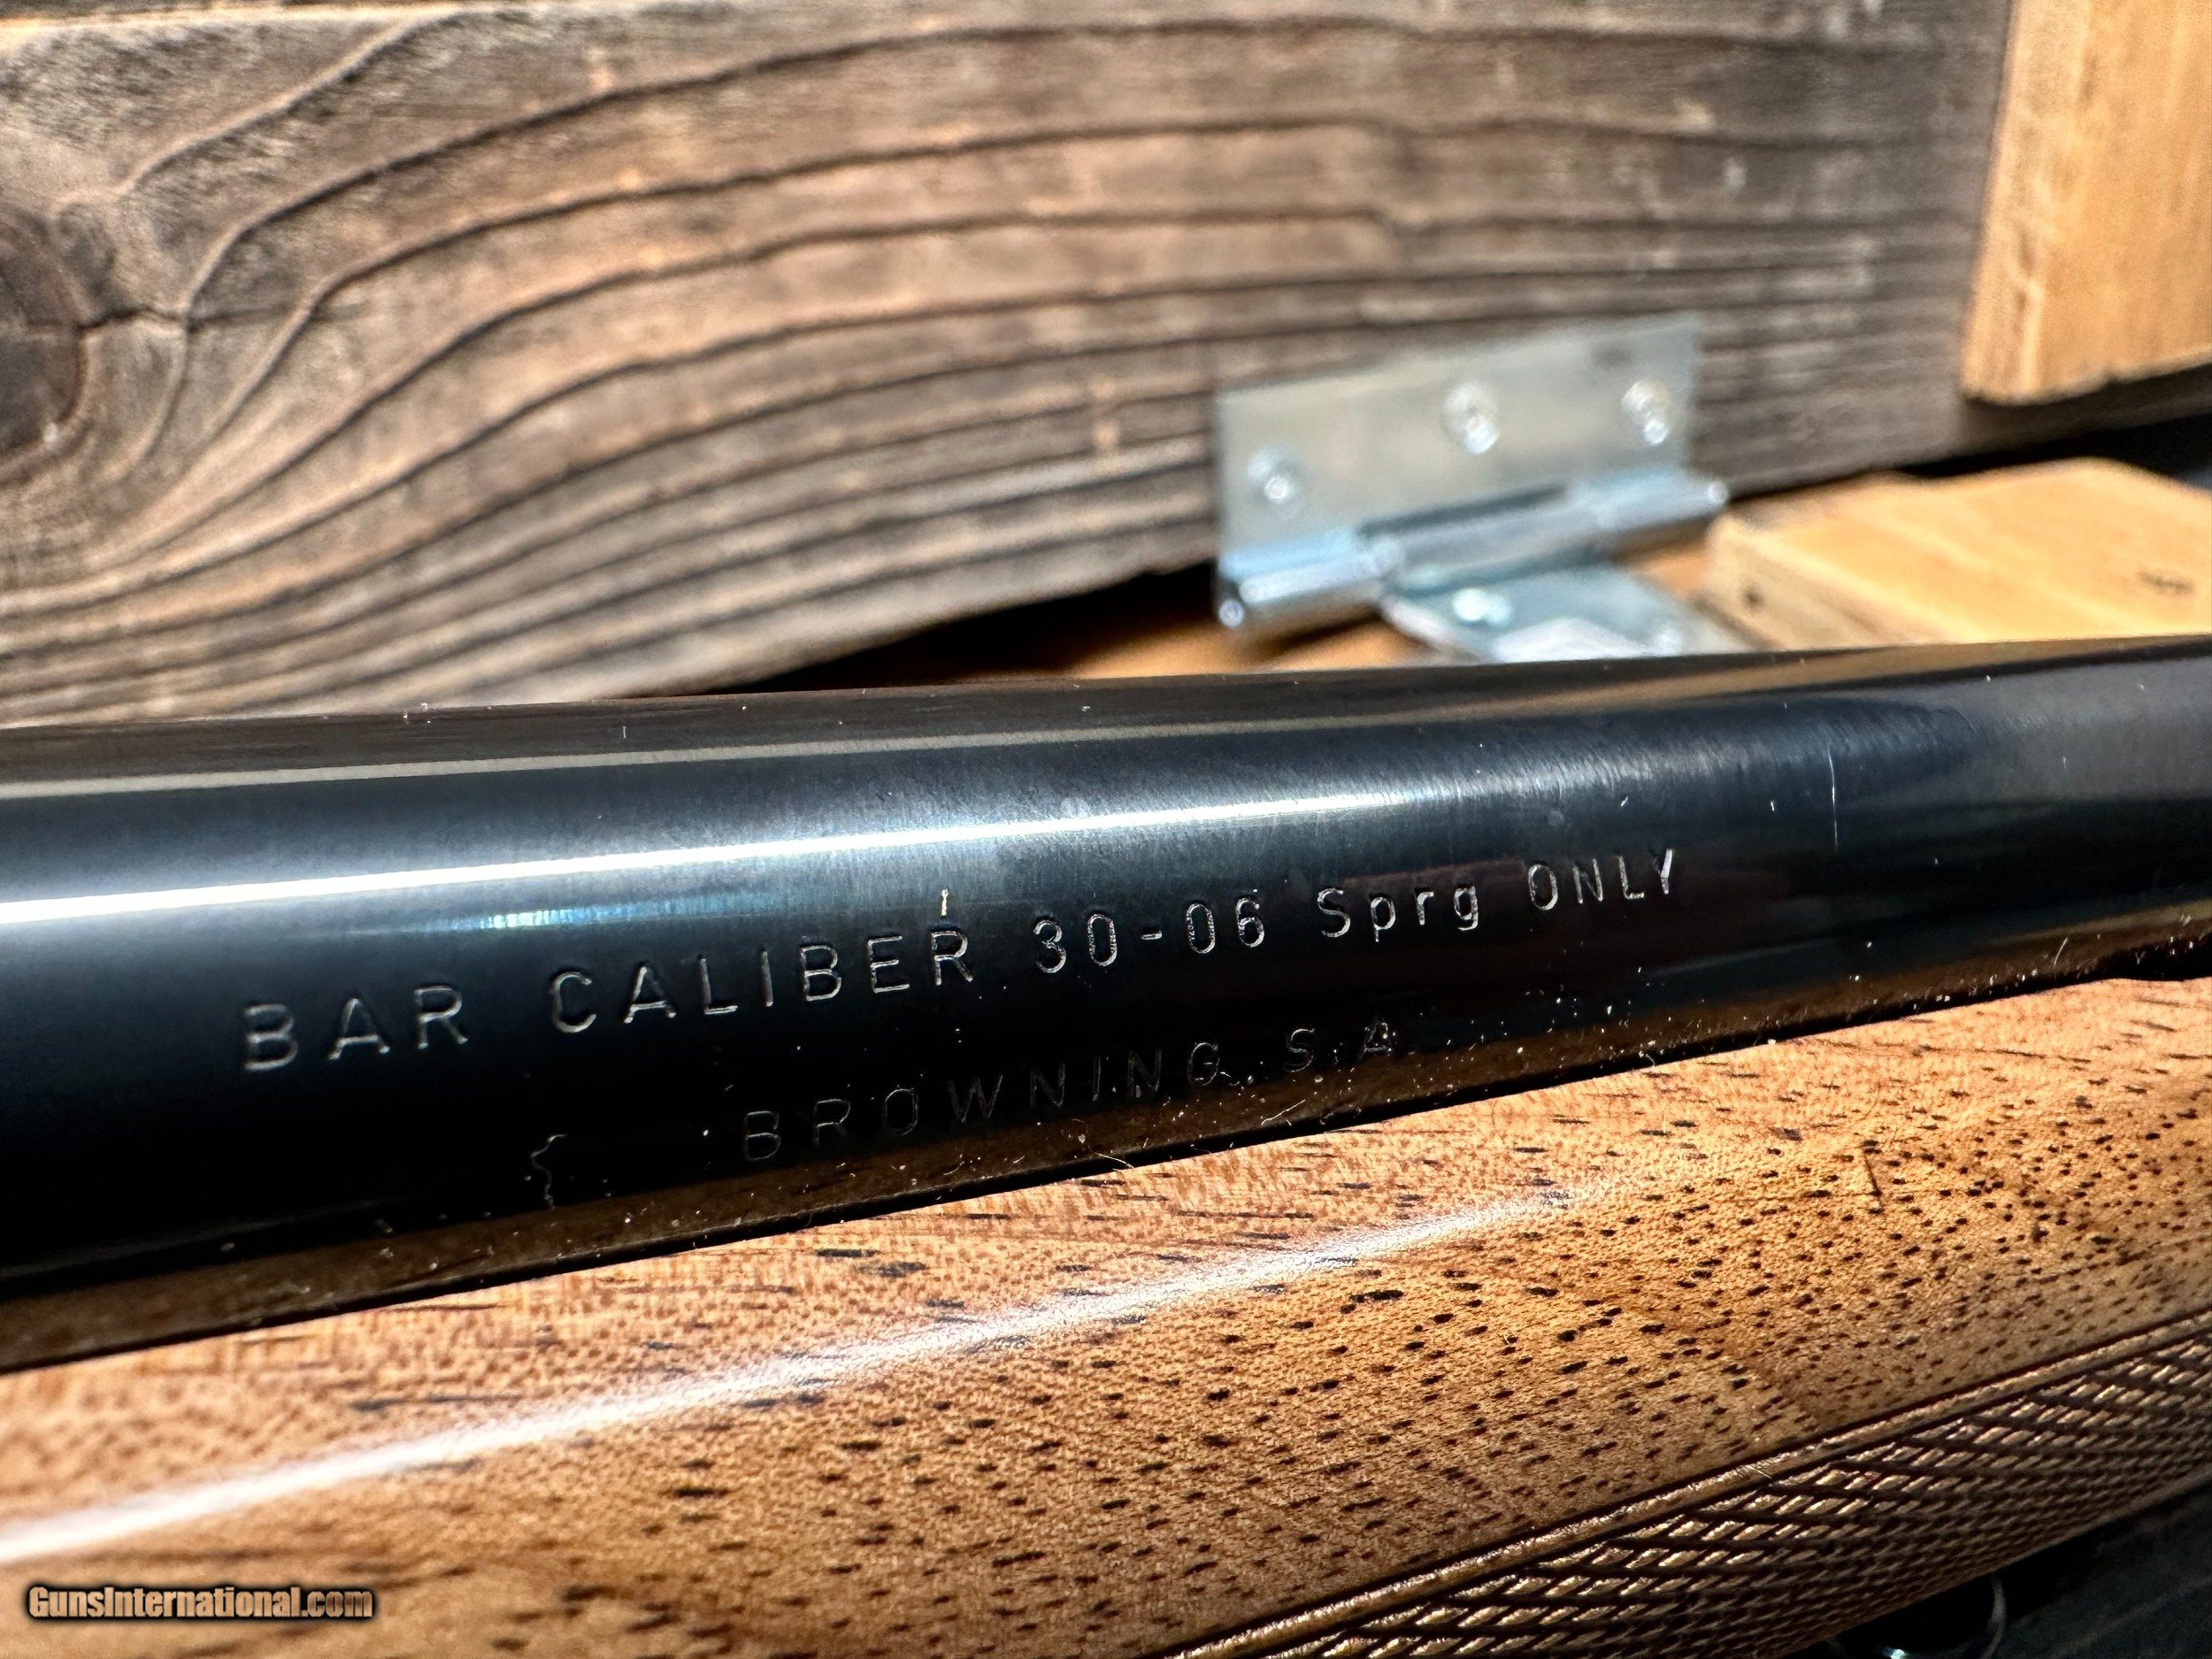 BAR CALIBER 30-06 Sprg ONLY
BROWNING. S.A.
GunsInternational.com